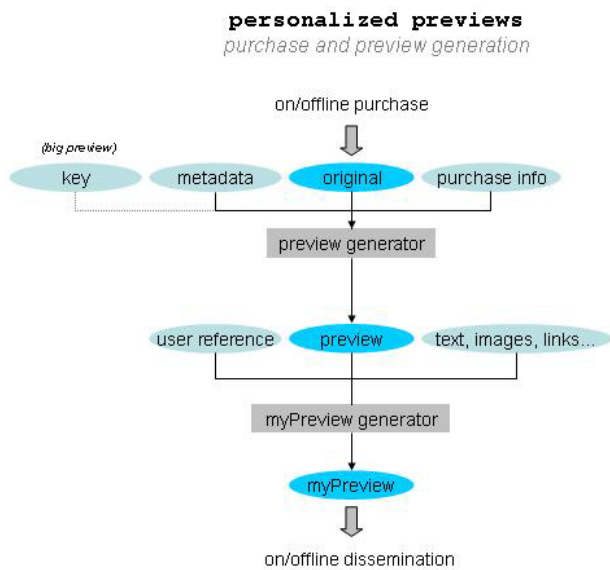 personalized previews
purchase and preview generation
on/offline purchase
(big preview)
key
metadata
original
purchase info
preview generator
user reference
preview
text, images, links...
myPreview generator
myPreview
on/offline dissemination